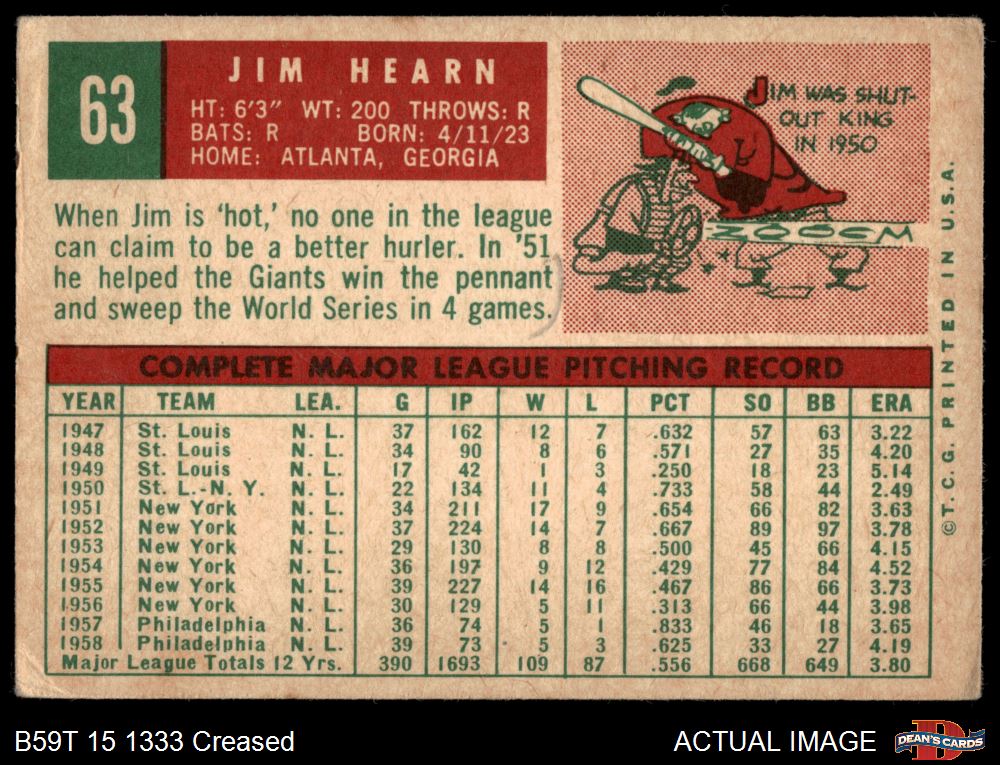 63
JIM HEARN
HT: 6'3" WT: 200 THROWS: R
BATS: R BORN: 4/11/23
HOME: ATLANTA, GEORGIA
JIM WAS SHUT-
OUT KING
IN 1950
ZOOOM
When Jim is 'hot,' no one in the league
can claim to be a better hurler. In '51
he helped the Giants win the pennant
and sweep the World Series in 4 games.
COMPLETE MAJOR LEAGUE PITCHING RECORD
YEAR TEAM LEA. G IP W L PCT SO BB ERA
1947 St. Louis N. L. 37 162 12 7 .632 57 63 3.22
1948 St. Louis N. L. 34 90 8 6 .571 27 35 4.20
1949 St. Louis N. L. 17 42 1 3 .250 18 23 5.14
1950 St. L.-N. Y. N. L. 22 134 11 4 .733 58 44 2.49
1951 New York N. L. 34 211 17 9 .654 66 82 3.63
1952 New York N. L. 37 224 14 7 .667 89 97 3.78
1953 New York N. L. 29 130 8 8 .500 45 66 4.15
1954 New York N. L. 36 197 9 12 .429 77 84 4.52
1955 New York N. L. 39 227 14 16 .467 86 66 3.73
1956 New York N. L. 30 129 5 11 .313 66 44 3.98
1957 Philadelphia N. L. 36 74 5 1 .833 46 18 3.65
1958 Philadelphia N. L. 39 73 5 3 .625 33 27 4.19
Major League Totals 12 Yrs. 390 1693 109 87 .556 668 649 3.80
©T.C.G. PRINTED IN U.S.A.
B59T 15 1333 Creased
ACTUAL IMAGE
DEAN'S CARDS